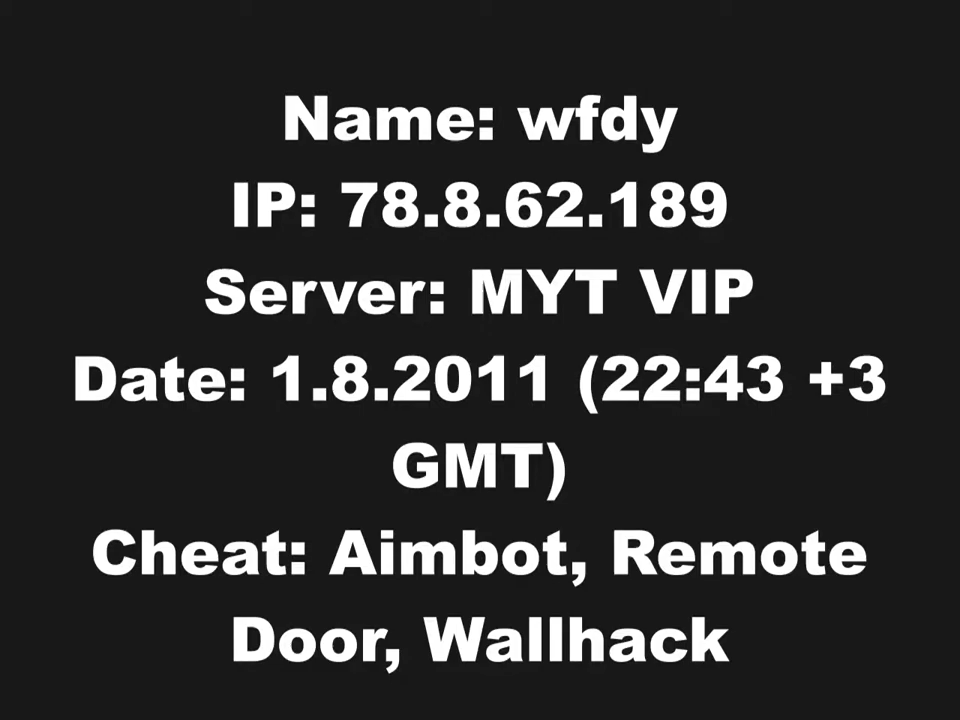 Name: wfdy
IP: 78.8.62.189
Server: MYT VIP
Date: 1.8.2011 (22:43 +3
GMT)
Cheat: Aimbot, Remote
Door, Wallhack